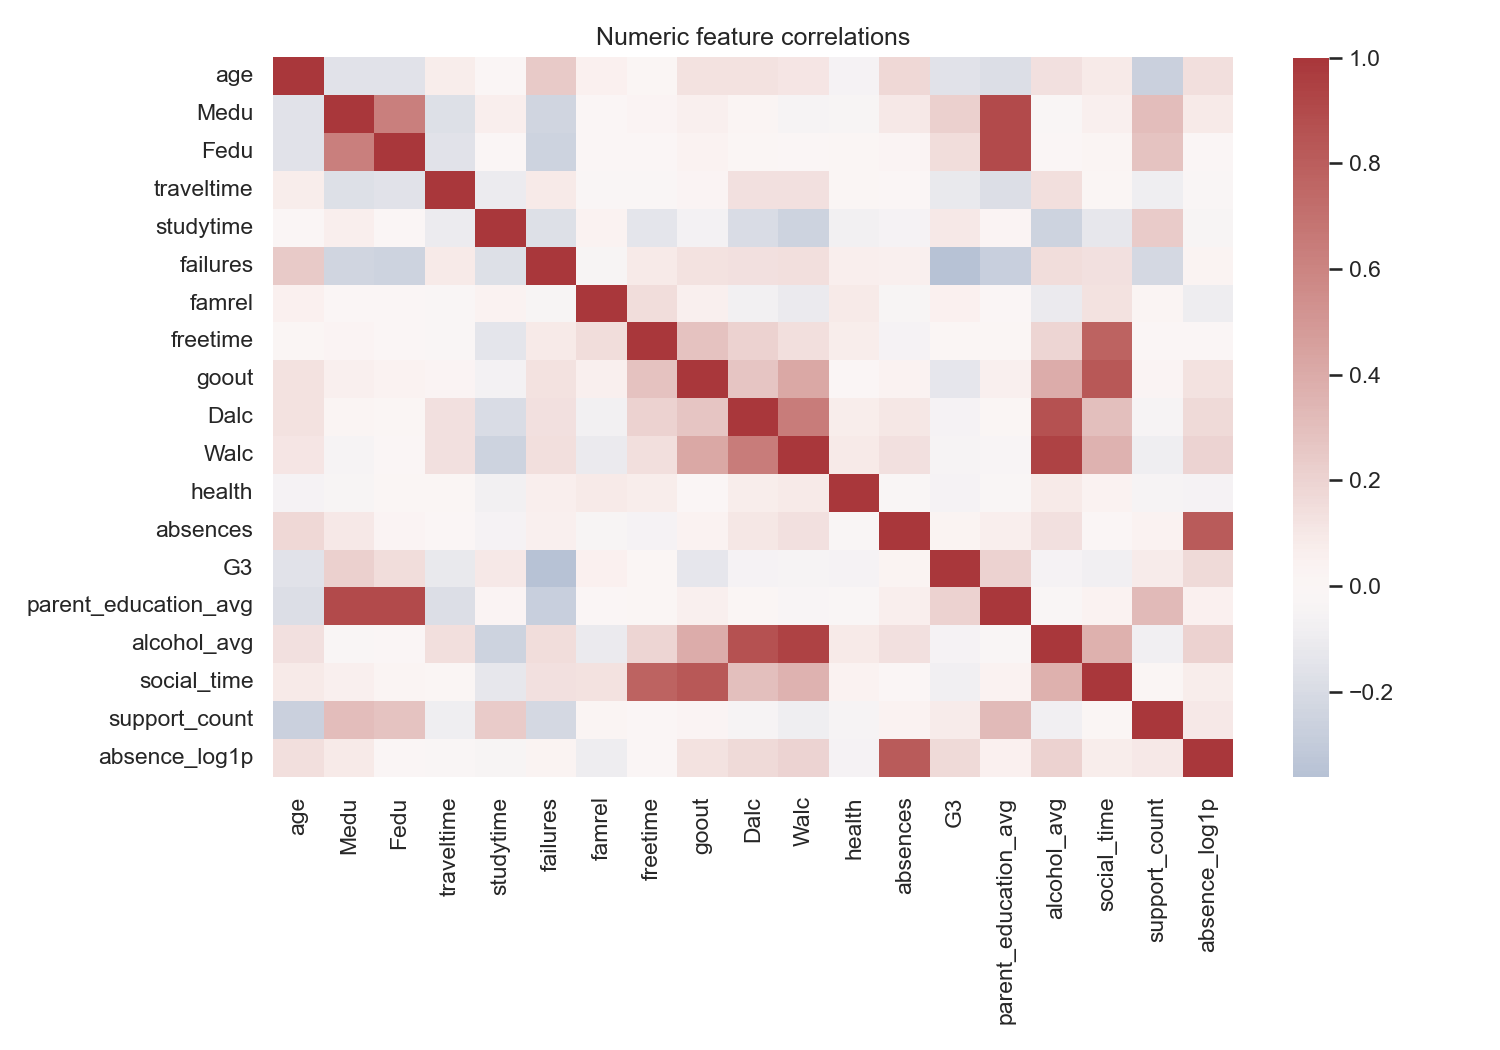 Numeric feature correlations
age
Medu
Fedu
traveltime
studytime
failures
famrel
freetime
goout
Dalc
Walc
health
absences
G3
parent_education_avg
alcohol_avg
social_time
support_count
absence_log1p
age
Medu
Fedu
traveltime
studytime
failures
famrel
freetime
goout
Dalc
Walc
health
absences
G3
parent_education_avg
alcohol_avg
social_time
support_count
absence_log1p
1.0
0.8
0.6
0.4
0.2
0.0
−0.2